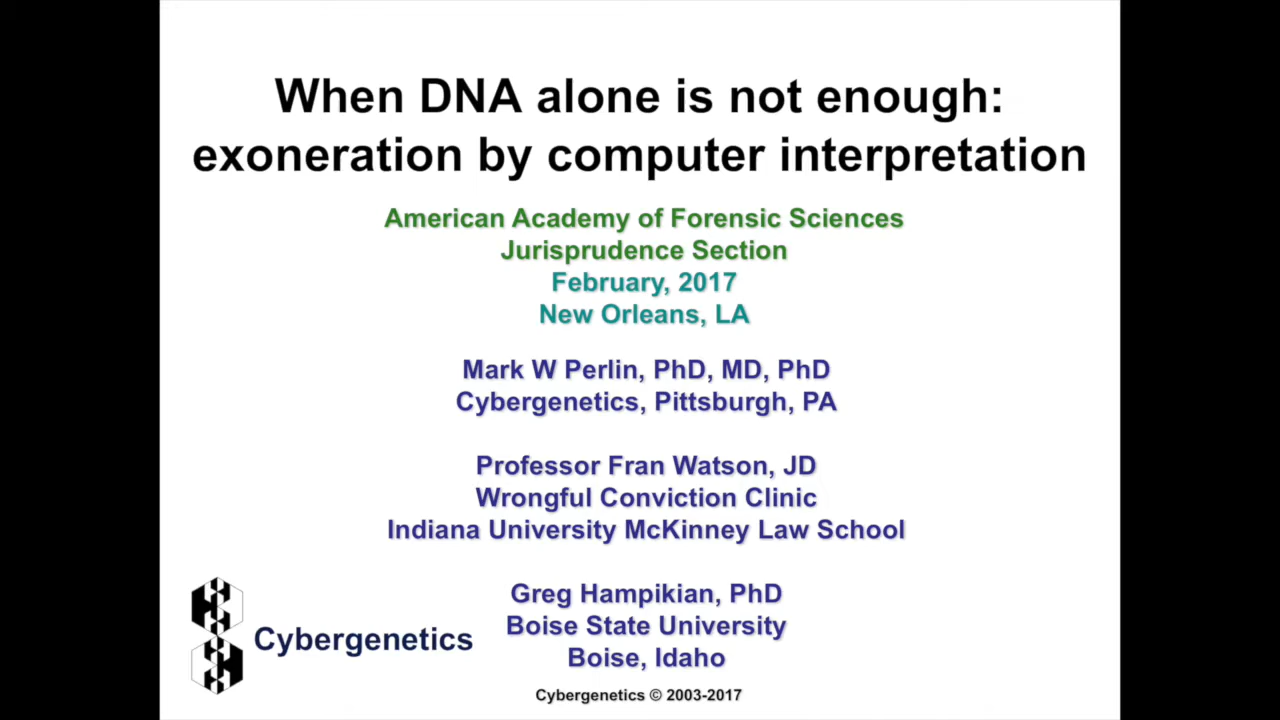 When DNA alone is not enough:
exoneration by computer interpretation
American Academy of Forensic Sciences
Jurisprudence Section
February, 2017
New Orleans, LA
Mark W Perlin, PhD, MD, PhD
Cybergenetics, Pittsburgh, PA
Professor Fran Watson, JD
Wrongful Conviction Clinic
Indiana University McKinney Law School
Greg Hampikian, PhD
Boise State University
Boise, Idaho
Cybergenetics
Cybergenetics © 2003-2017